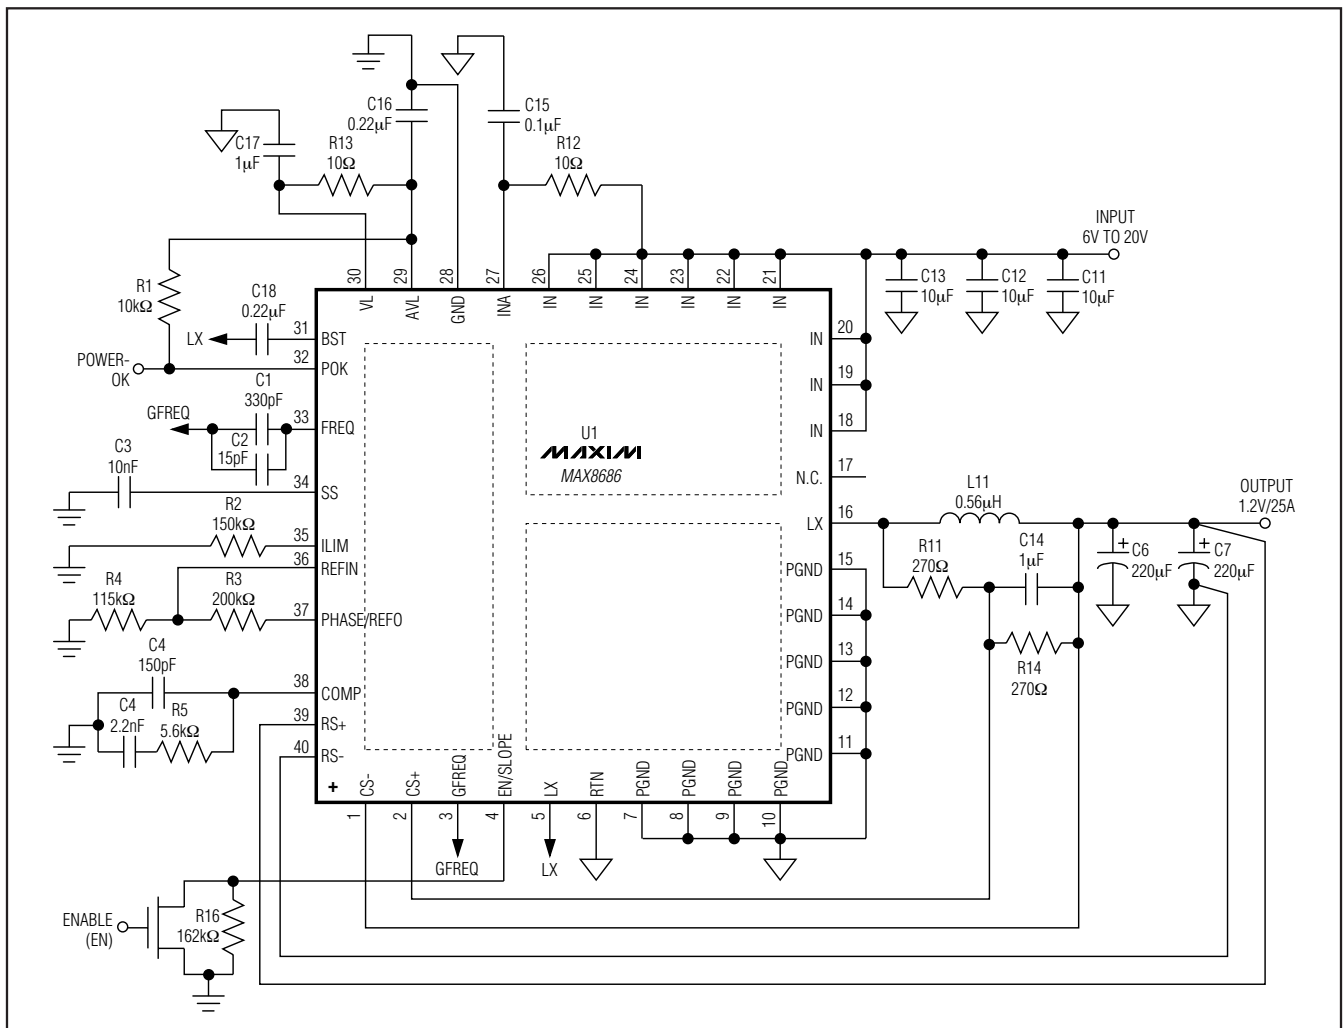 C17
1µF
R13
10Ω
C16
0.22µF
C15
0.1µF
R12
10Ω
INPUT
6V TO 20V
R1
10kΩ
C18
0.22µF
LX
POWER-
OK
C1
330pF
GFREQ
C2
15pF
C3
10nF
R2
150kΩ
R4
115kΩ
R3
200kΩ
C4
150pF
C4
2.2nF
R5
5.6kΩ
30
29
28
27
26
25
24
23
22
21
VL
AVL
GND
INA
IN
IN
IN
IN
IN
IN
31
BST
32
POK
33
FREQ
34
SS
35
ILIM
36
REFIN
37
PHASE/REFO
38
COMP
39
RS+
40
RS-
U1
MAXIM
MAX8686
C13
10µF
C12
10µF
C11
10µF
IN
20
IN
19
IN
18
N.C.
17
LX
16
PGND
15
PGND
14
PGND
13
PGND
12
PGND
11
L11
0.56µH
OUTPUT
1.2V/25A
R11
270Ω
C14
1µF
+
C6
220µF
+
C7
220µF
R14
270Ω
+
CS-
CS+
GFREQ
EN/SLOPE
LX
RTN
PGND
PGND
PGND
PGND
1
2
3
4
5
6
7
8
9
10
GFREQ
LX
ENABLE
(EN)
R16
162kΩ